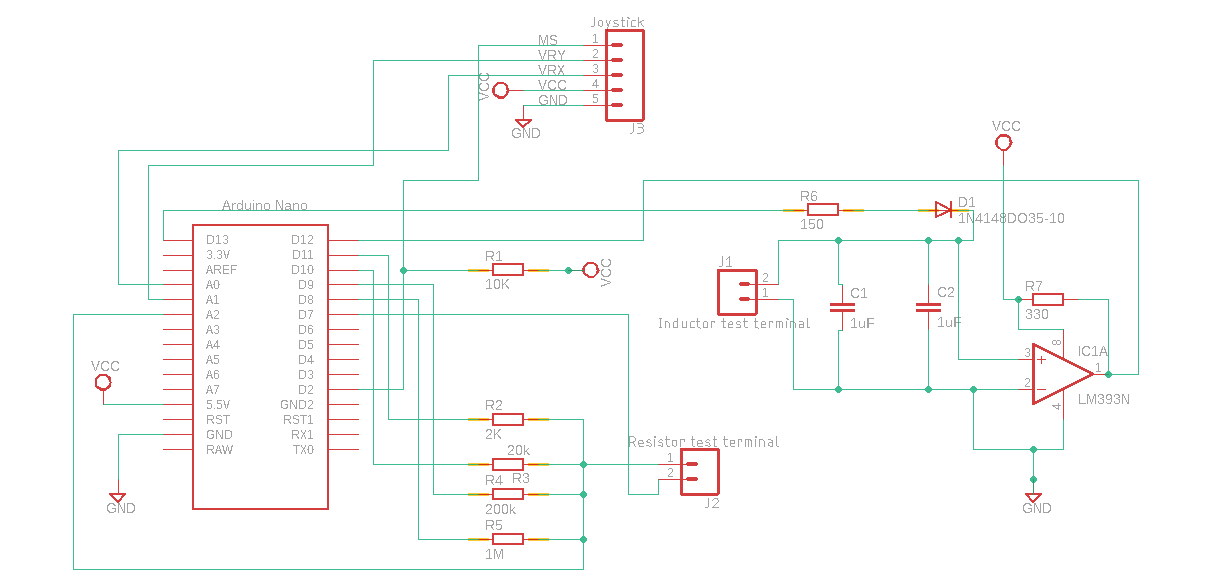 Joystick
MS 1
VRY 2
VRX 3
VCC VCC 4
GND 5
GND
J3
VCC
Arduino Nano
R6
150
D1
1N4148DO35-10
D13 D12
3.3V D11
AREF D10
A0 D9
A1 D8
A2 D7
A3 D6
A4 D5
A5 D4
A6 D3
A7 D2
5.5V GND2
RST RST1
GND RX1
RAW TX0
VCC
GND
R1
10K
VCC
J1
2
1
Inductor test terminal
C1
1uF
C2
1uF
R7
330
8
IC1A
3 +
1
2 −
4
LM393N
GND
R2
2K
20k
R3
R4
200k
R5
1M
Resistor test terminal
1
2
J2